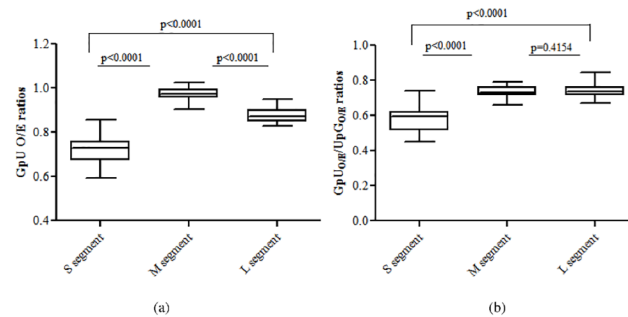 p<0.0001
p<0.0001
p<0.0001
GpU O/E ratios
1.2
1.0
0.8
0.6
0.4
S segment
M segment
L segment
(a)
p<0.0001
p<0.0001
p=0.4154
GpU_O/E/UpG_O/E ratios
1.0
0.8
0.6
0.4
0.2
0.0
S segment
M segment
L segment
(b)